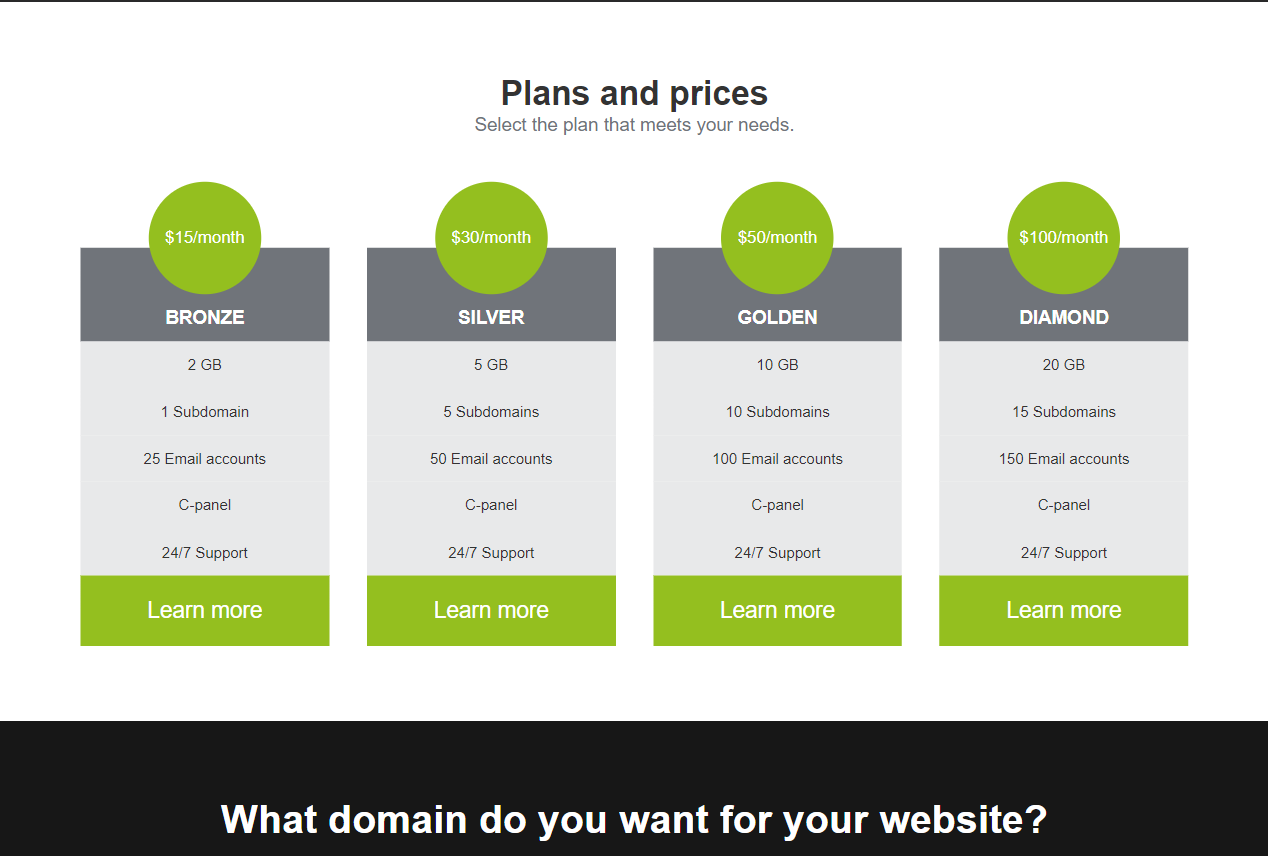 Plans and prices
Select the plan that meets your needs.
$15/month
BRONZE
2 GB
1 Subdomain
25 Email accounts
C-panel
24/7 Support
Learn more
$30/month
SILVER
5 GB
5 Subdomains
50 Email accounts
C-panel
24/7 Support
Learn more
$50/month
GOLDEN
10 GB
10 Subdomains
100 Email accounts
C-panel
24/7 Support
Learn more
$100/month
DIAMOND
20 GB
15 Subdomains
150 Email accounts
C-panel
24/7 Support
Learn more
What domain do you want for your website?